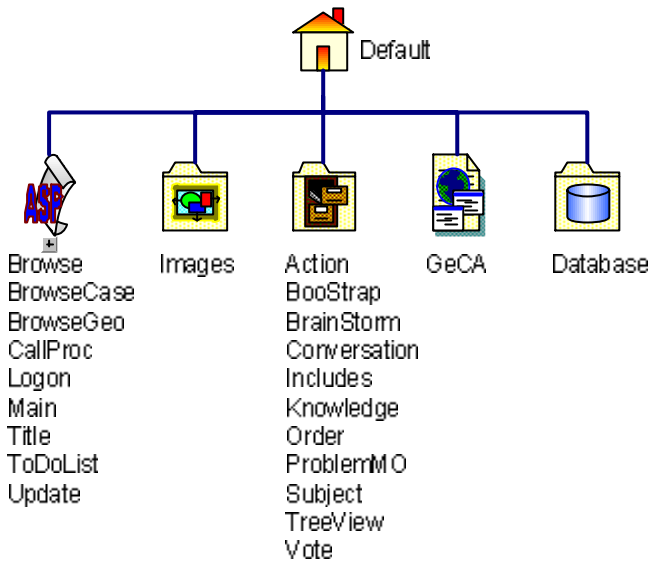 Default
ASP
Browse
BrowseCase
BrowseGeo
CallProc
Logon
Main
Title
ToDoList
Update
Images
Action
BooStrap
BrainStorm
Conversation
Includes
Knowledge
Order
ProblemMO
Subject
TreeView
Vote
GeCA
Database